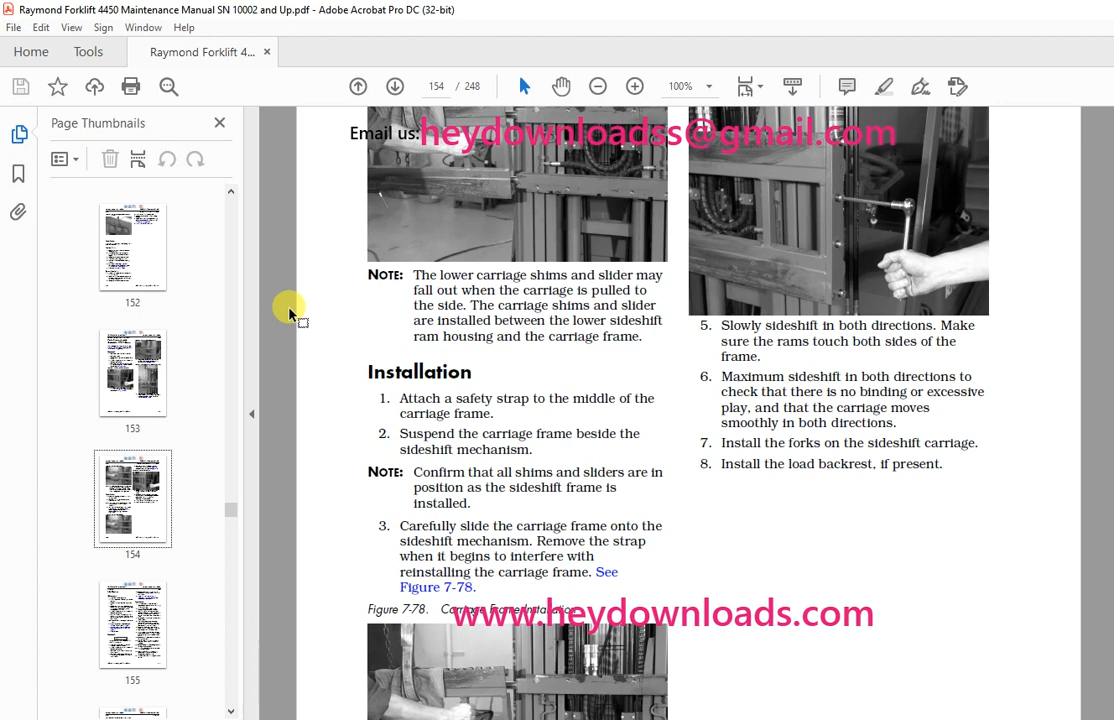 Raymond Forklift 4450 Maintenance Manual SN 10002 and Up.pdf - Adobe Acrobat Pro DC (32-bit)
File Edit View Sign Window Help
Home Tools Raymond Forklift 4... ×
154 / 248 100%
Page Thumbnails
152
153
154
155
Email us:heydownloadss@gmail.com
NOTE: The lower carriage shims and slider may
fall out when the carriage is pulled to
the side. The carriage shims and slider
are installed between the lower sideshift
ram housing and the carriage frame.
Installation
1. Attach a safety strap to the middle of the
carriage frame.
2. Suspend the carriage frame beside the
sideshift mechanism.
NOTE: Confirm that all shims and sliders are in
position as the sideshift frame is
installed.
3. Carefully slide the carriage frame onto the
sideshift mechanism. Remove the strap
when it begins to interfere with
reinstalling the carriage frame. See
Figure 7-78.
Figure 7-78. Carriage Frame Installation
www.heydownloads.com
5. Slowly sideshift in both directions. Make
sure the rams touch both sides of the
frame.
6. Maximum sideshift in both directions to
check that there is no binding or excessive
play, and that the carriage moves
smoothly in both directions.
7. Install the forks on the sideshift carriage.
8. Install the load backrest, if present.